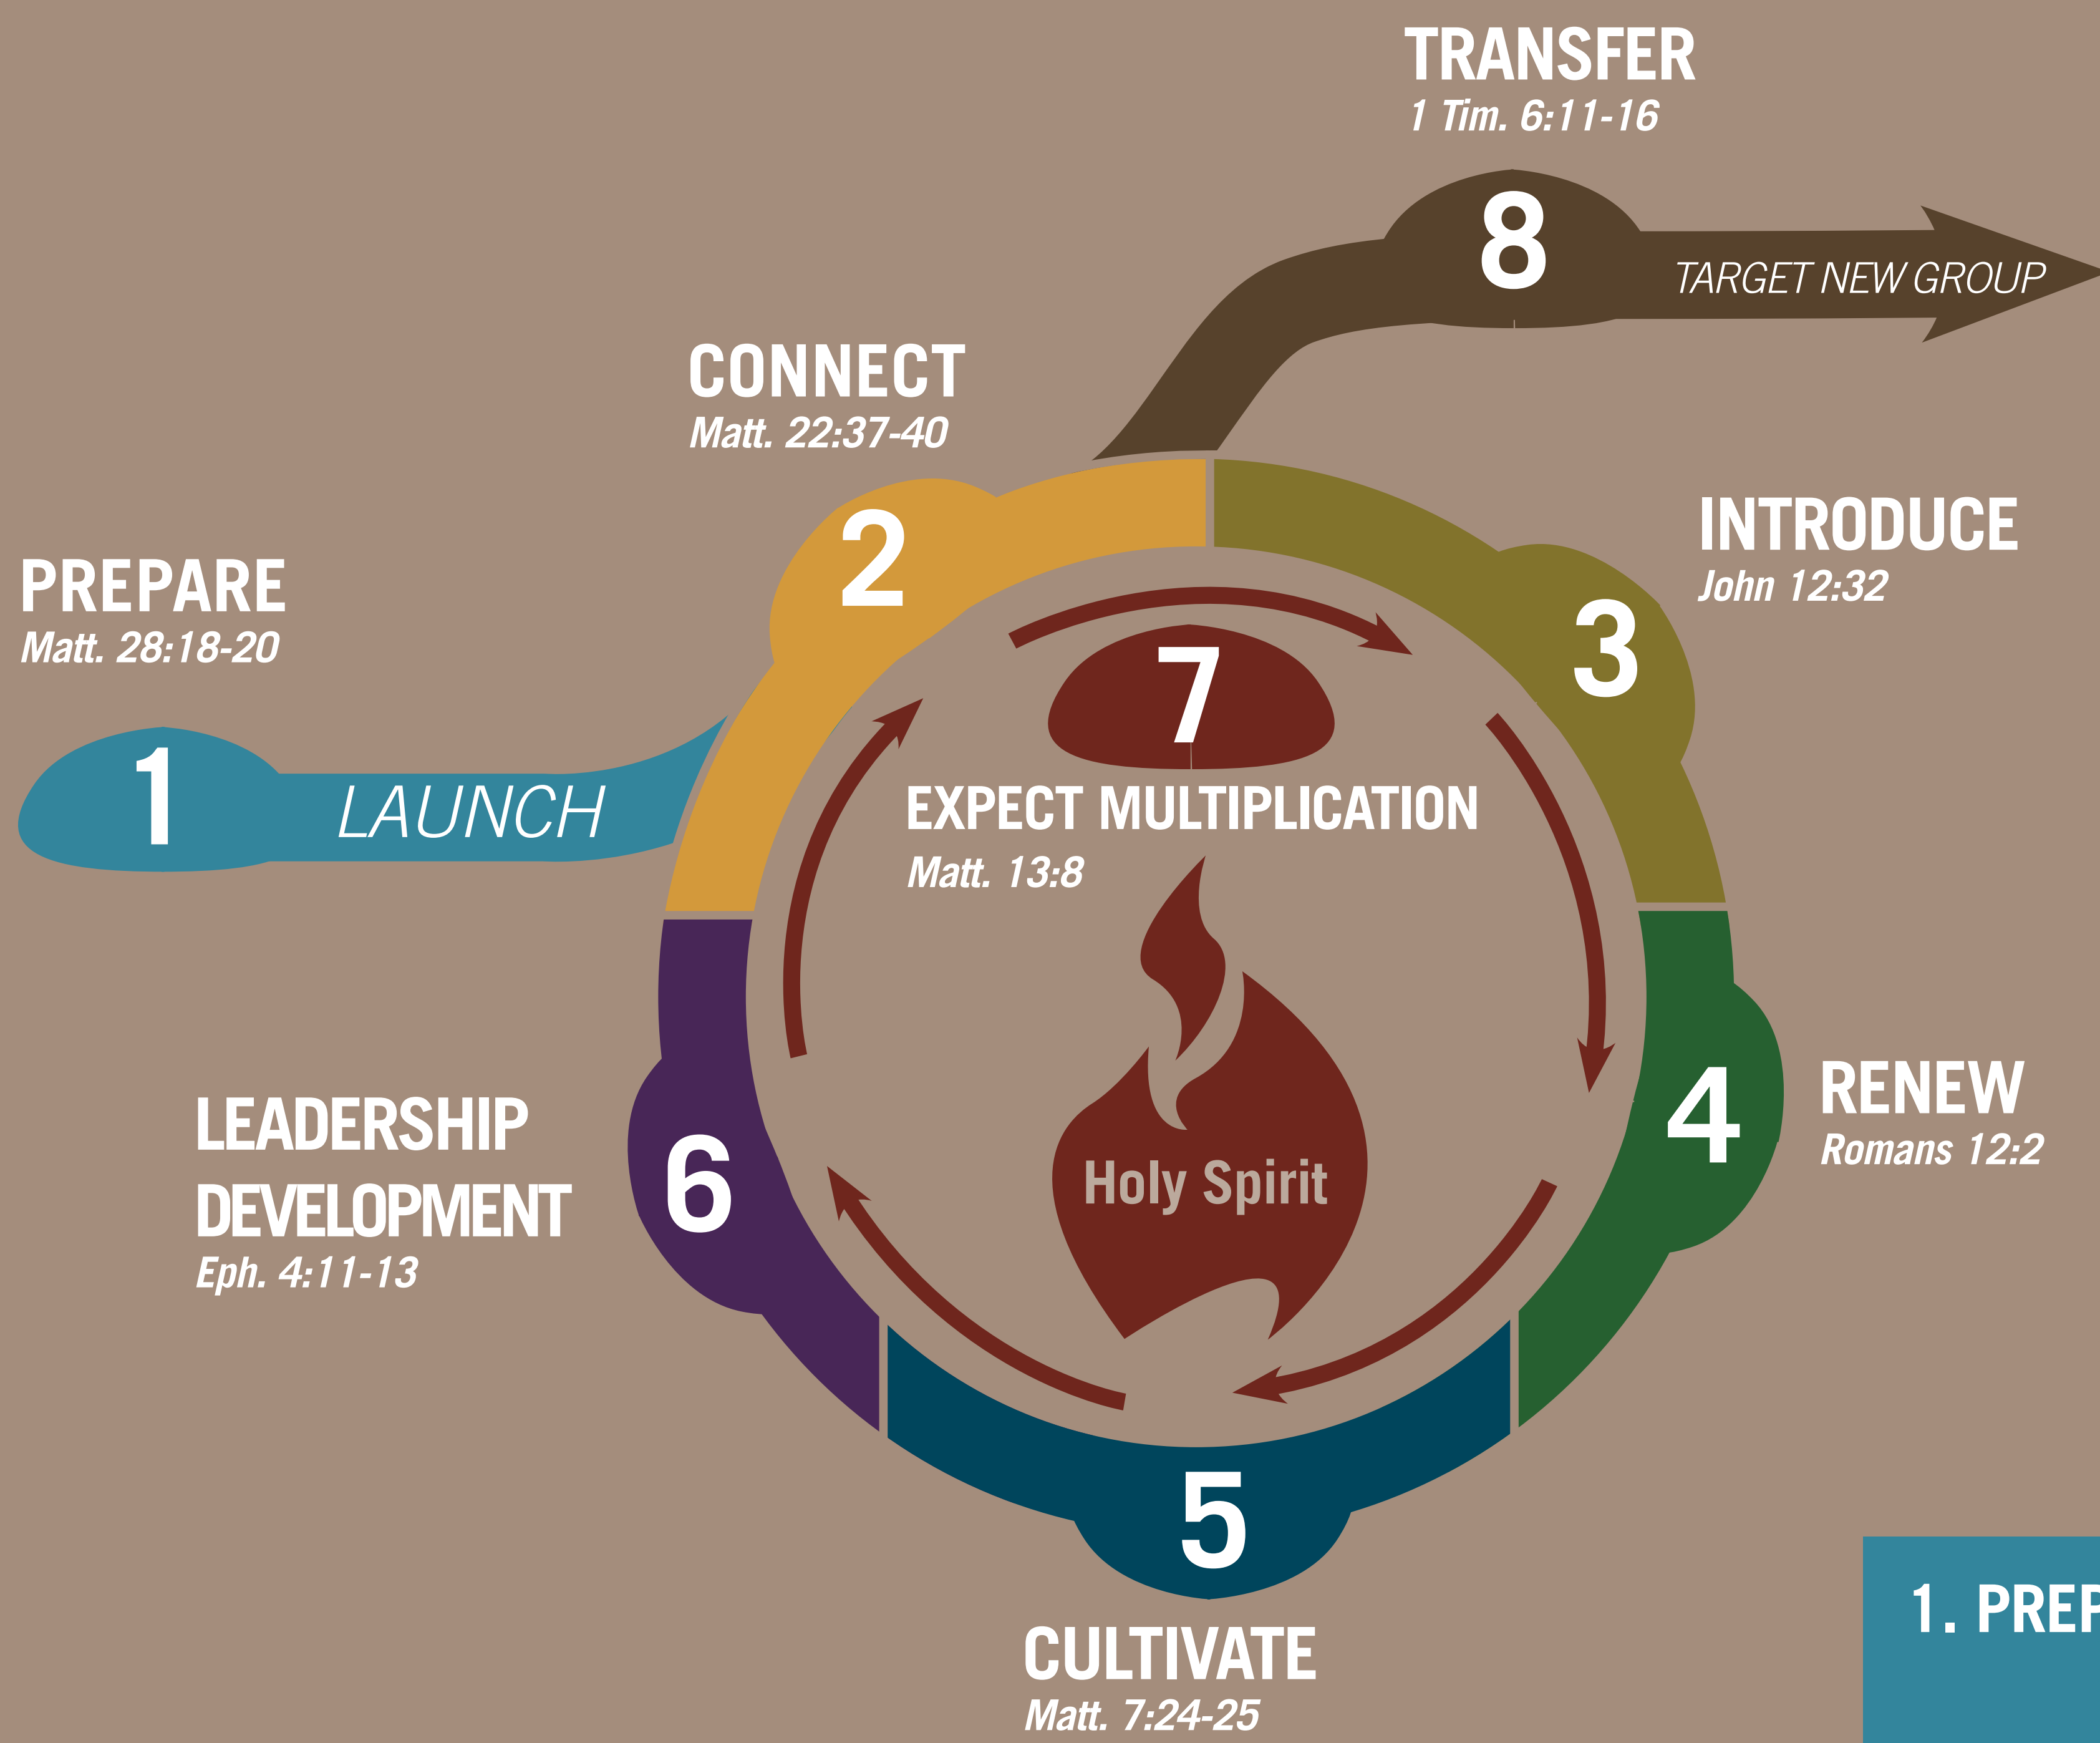 TRANSFER
1 Tim. 6:11-16
8
TARGET NEW GROUP
CONNECT
Matt. 22:37-40
2
INTRODUCE
John 12:32
3
PREPARE
Matt. 28:18-20
1
LAUNCH
7
EXPECT MULTIPLICATION
Matt. 13:8
Holy Spirit
4
RENEW
Romans 12:2
LEADERSHIP
DEVELOPMENT
Eph. 4:11-13
6
5
CULTIVATE
Matt. 7:24-25
1. PREP